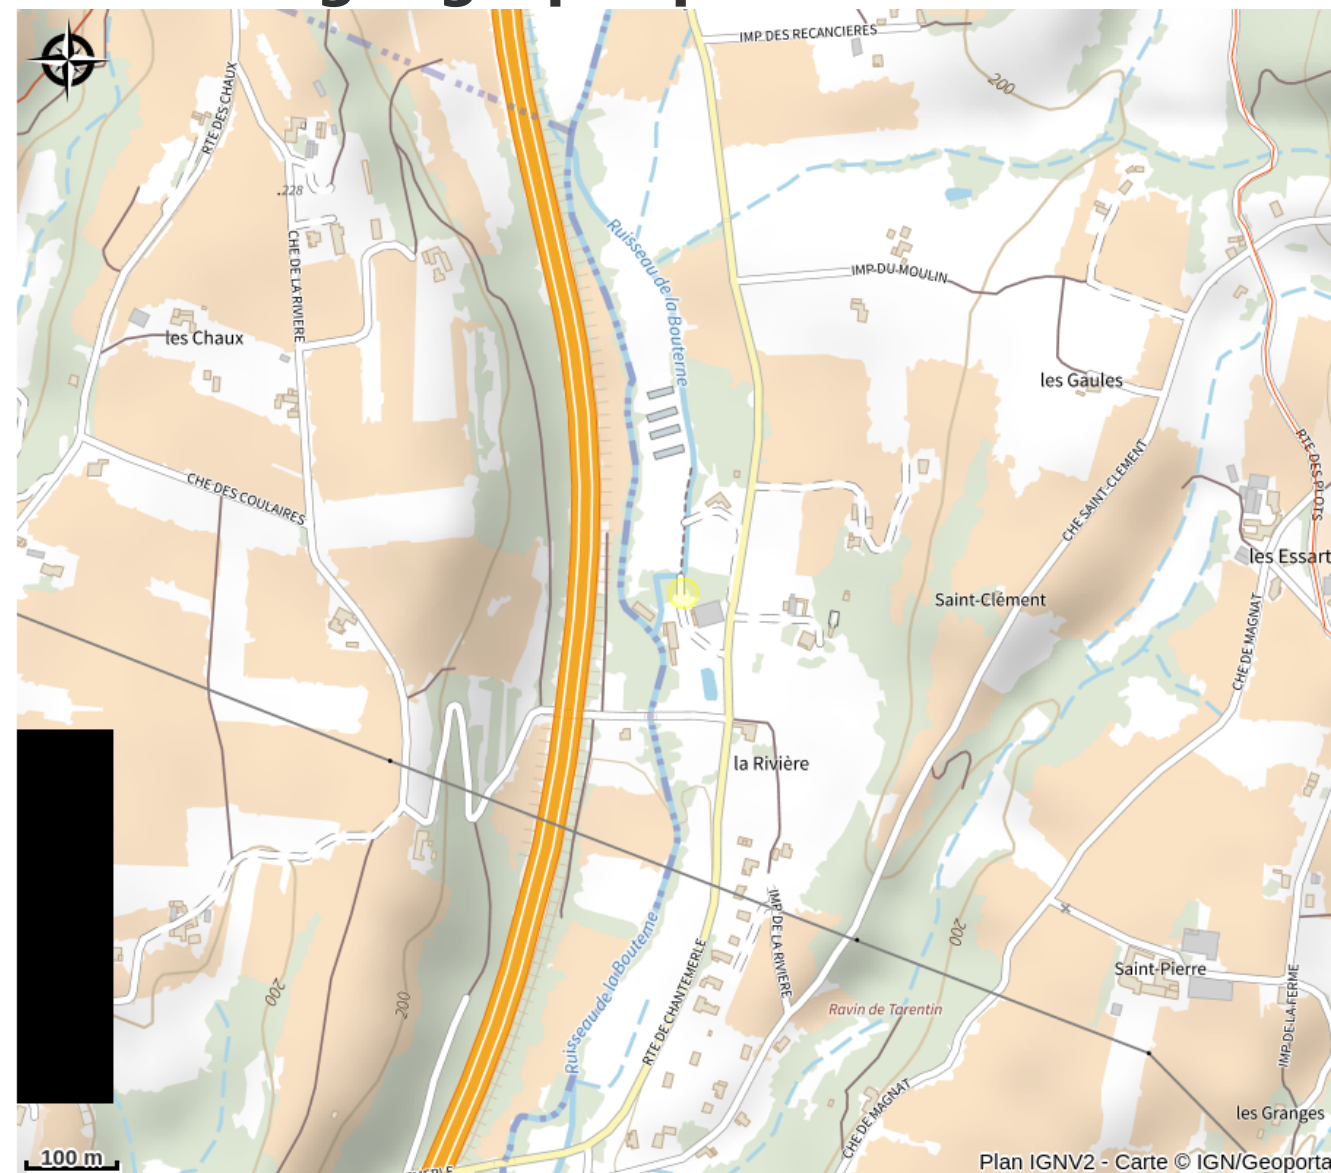 IMP DES RECANCIERES
200
RTE DES CHAUX
.228
Ruisseau de la Bouterne
CHE DE LA RIVIERE
IMP DU MOULIN
les Chaux
les Gaules
RTE DES PILOTS
CHE SAINT-CLEMENT
CHE DES COULAIRES
les Essart
Saint-Clément
CHE DE MAGNAT
la Rivière
IMP DE LA RIVIERE
200
Saint-Pierre
200
200
RTE DE CHANTEMERLE
Ruisseau de la Bouterne
Ravin de Tarentin
IMP DE LA FERME
CHE DE MAGNAT
les Granges
100 m
Plan IGNV2 - Carte © IGN/Geoporta